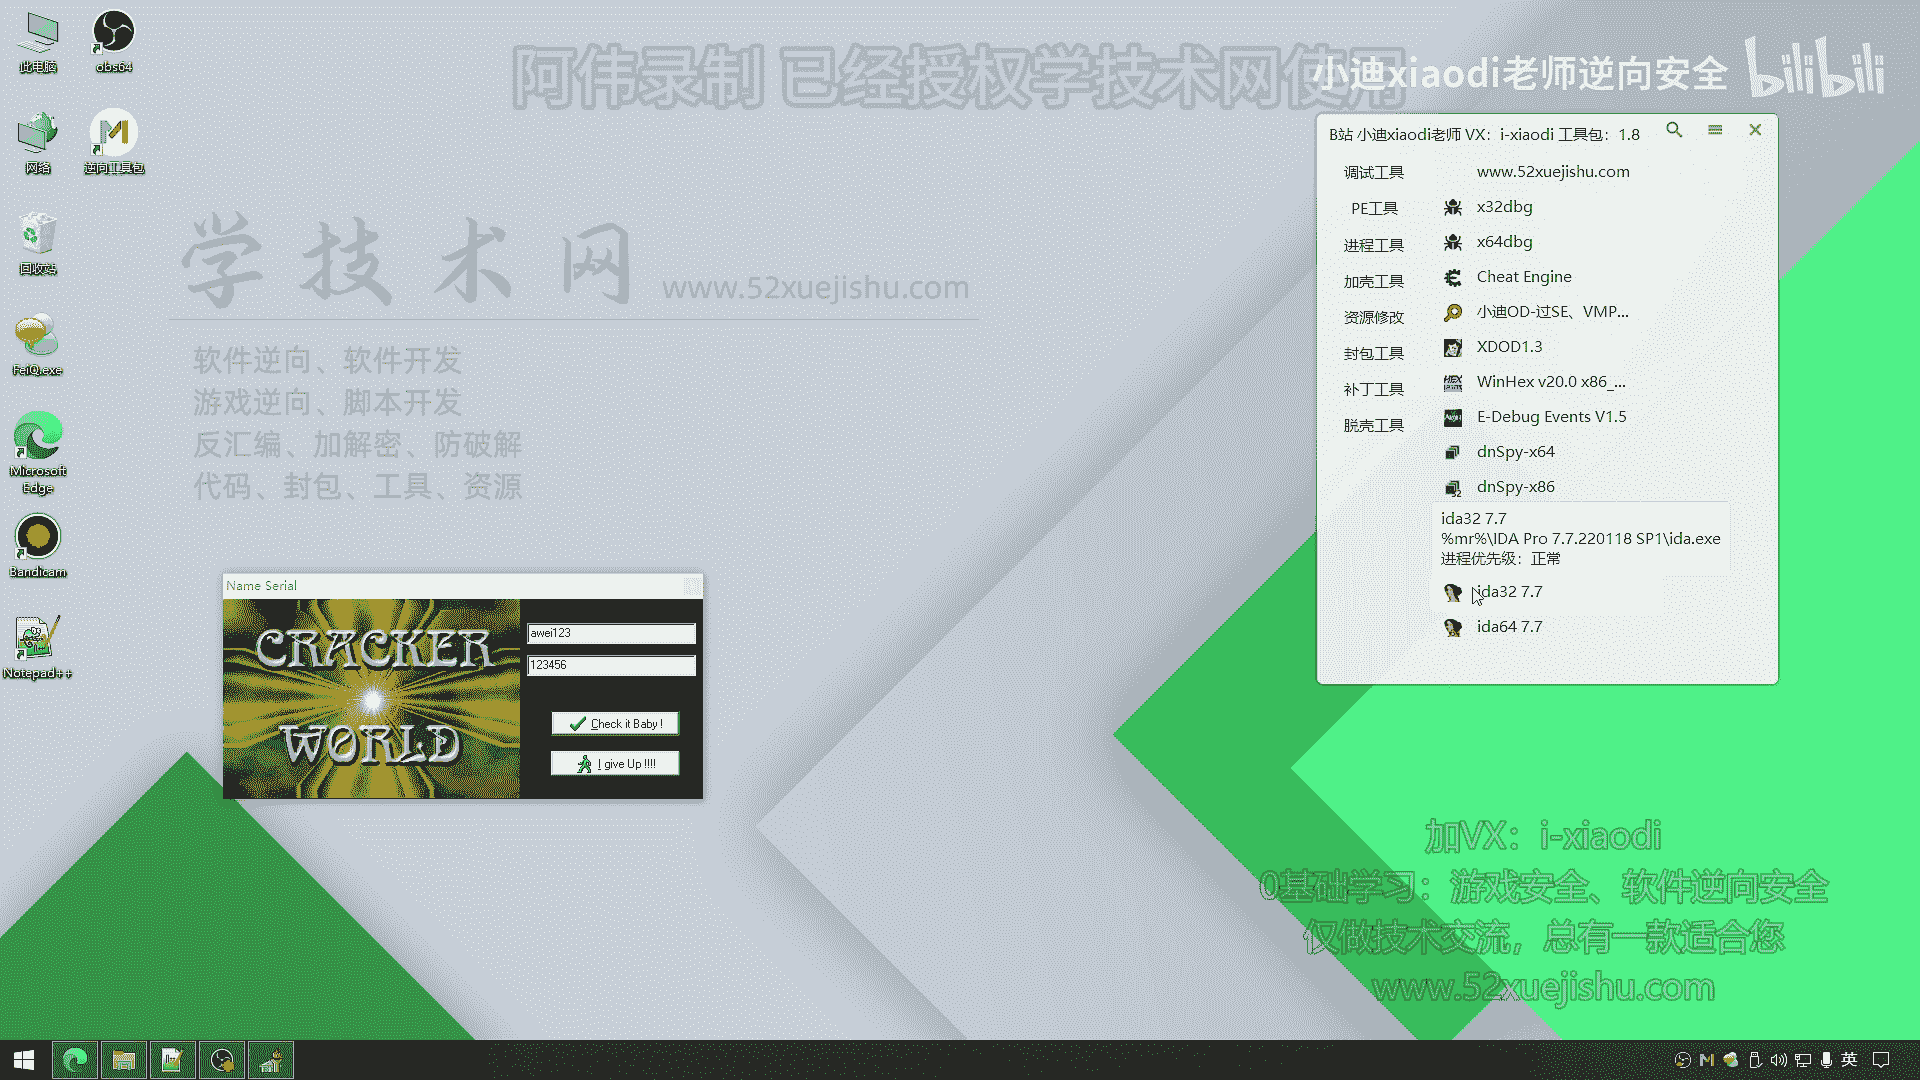 此电脑
obs64
网络
逆向工具包
回收站
FeiQ.exe
Microsoft Edge
Bandicam
Notepad++
阿伟录制 已经授权学技术网使用
小迪xiaodi老师逆向安全
bilibili
学技术网
www.52xuejishu.com
软件逆向、软件开发
游戏逆向、脚本开发
反汇编、加解密、防破解
代码、封包、工具、资源
Name Serial
CRACKER
WORLD
awei123
123456
Check it Baby !
I give Up !!!!
B站 小迪xiaodi老师 VX：i-xiaodi 工具包：1.8
调试工具
PE工具
进程工具
加壳工具
资源修改
封包工具
补丁工具
脱壳工具
www.52xuejishu.com
x32dbg
x64dbg
Cheat Engine
小迪OD-过SE、VMP...
XDOD1.3
WinHex v20.0 x86_...
E-Debug Events V1.5
dnSpy-x64
dnSpy-x86
ida32 7.7
%mr%\IDA Pro 7.7.220118 SP1\ida.exe
进程优先级：正常
ida32 7.7
ida64 7.7
加VX：i-xiaodi
0基础学习：游戏安全、软件逆向安全
仅做技术交流，总有一款适合您
www.52xuejishu.com
英